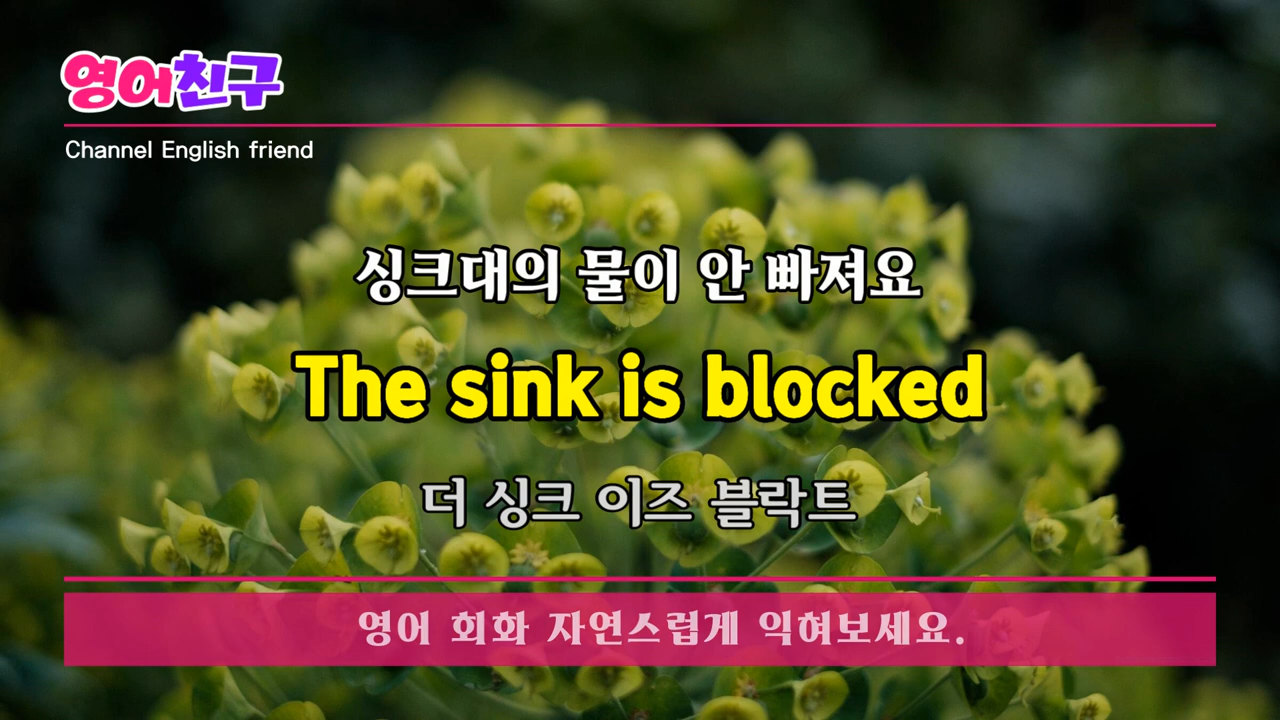 영어친구
Channel English friend
싱크대의 물이 안 빠져요
The sink is blocked
더 싱크 이즈 블락트
영어 회화 자연스럽게 익혀보세요.